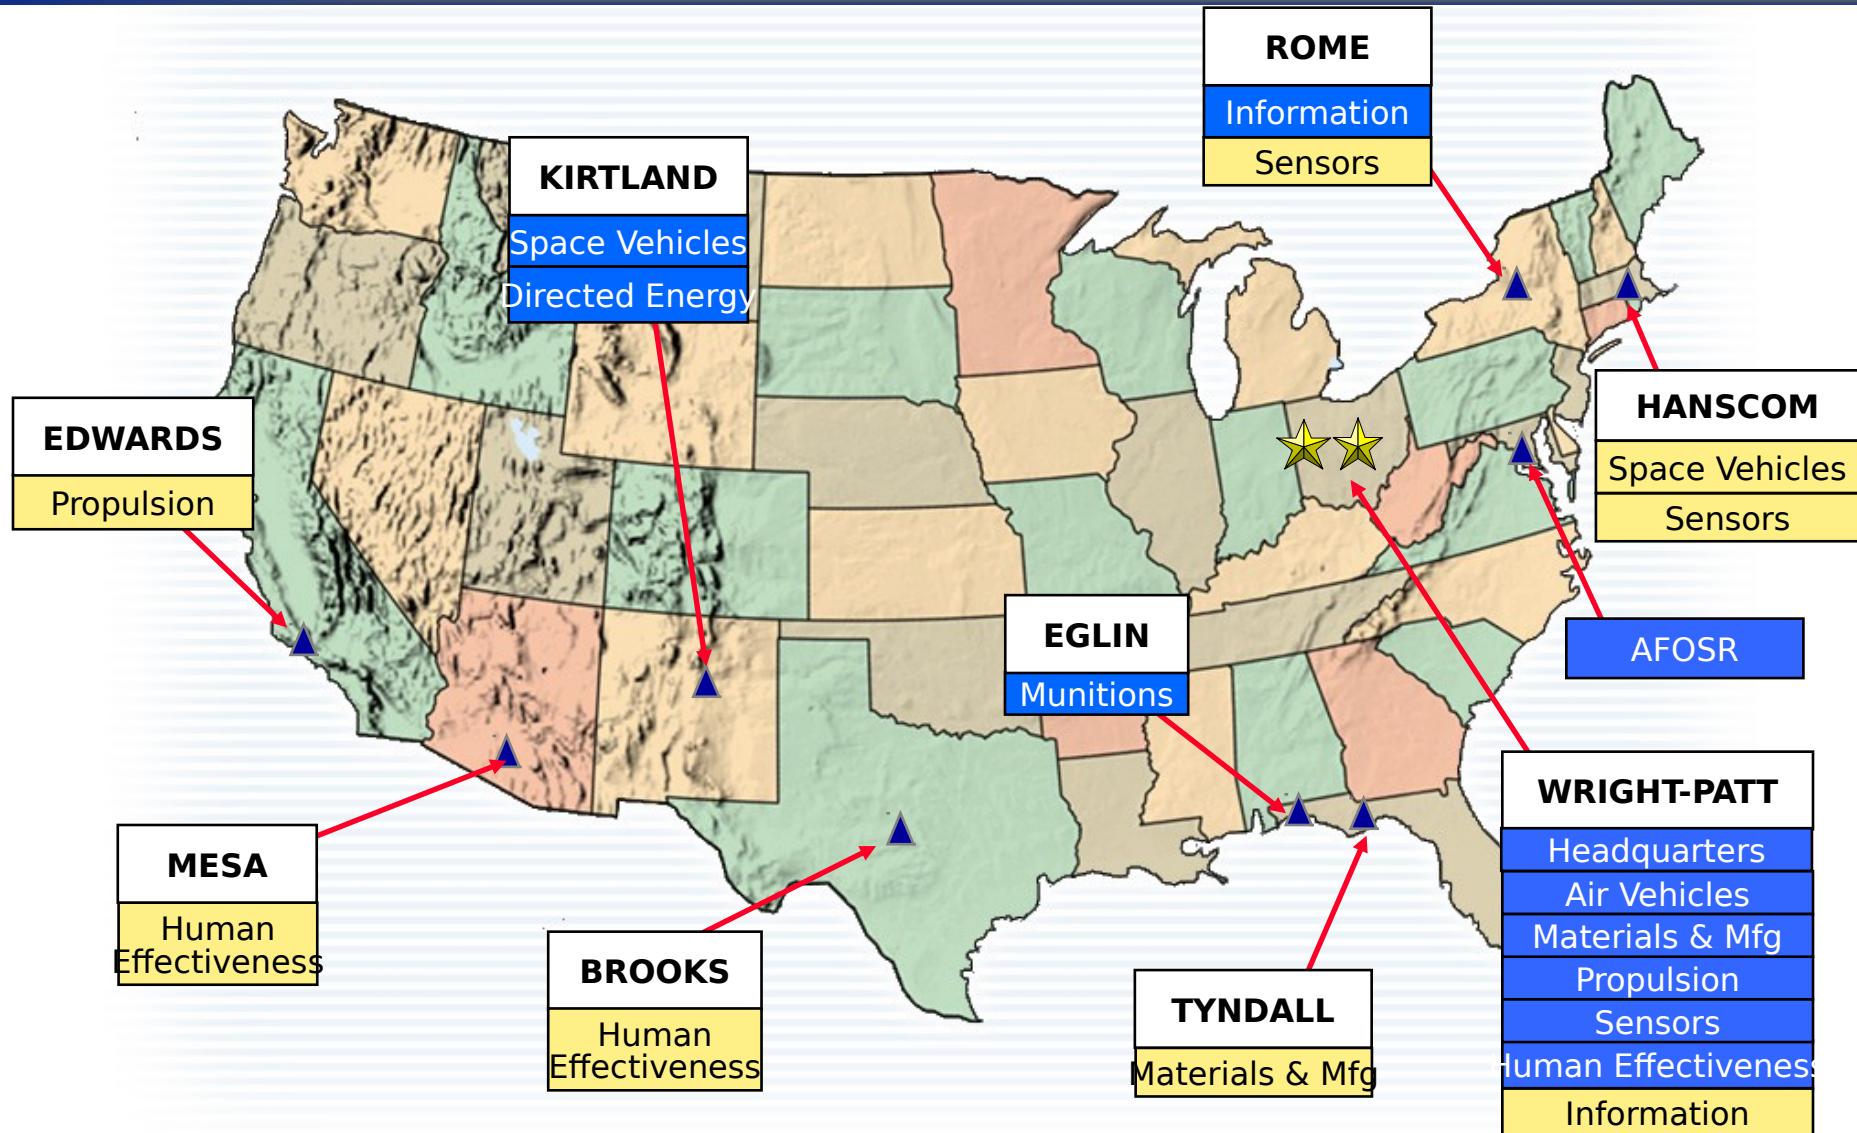 ROME
Information
Sensors
KIRTLAND
Space Vehicles
Directed Energy
EDWARDS
Propulsion
HANSCOM
Space Vehicles
Sensors
EGLIN
Munitions
AFOSR
MESA
Human
Effectiveness
BROOKS
Human
Effectiveness
TYNDALL
Materials & Mfg
WRIGHT-PATT
Headquarters
Air Vehicles
Materials & Mfg
Propulsion
Sensors
Human Effectiveness
Information